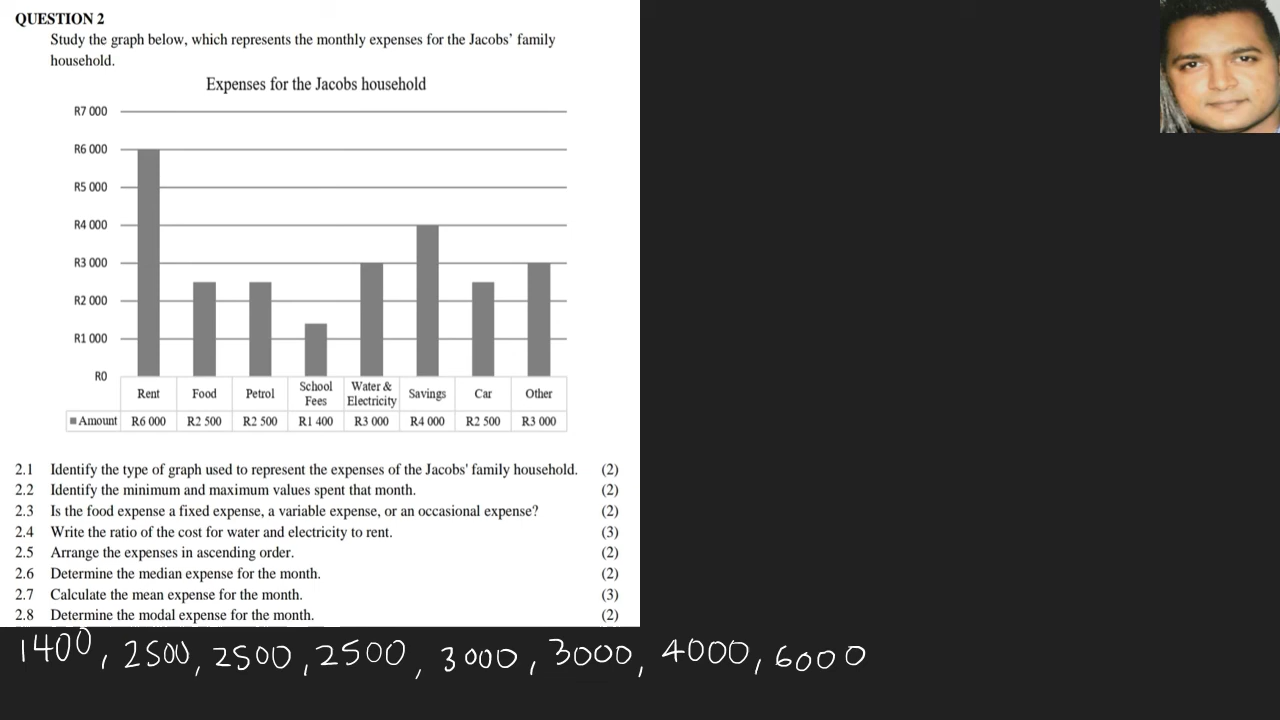 QUESTION 2
Study the graph below, which represents the monthly expenses for the Jacobs' family
household.
Expenses for the Jacobs household
R7 000
R6 000
R5 000
R4 000
R3 000
R2 000
R1 000
R0
Rent Food Petrol School Fees Water & Electricity Savings Car Other
Amount R6 000 R2 500 R2 500 R1 400 R3 000 R4 000 R2 500 R3 000
2.1 Identify the type of graph used to represent the expenses of the Jacobs' family household. (2)
2.2 Identify the minimum and maximum values spent that month. (2)
2.3 Is the food expense a fixed expense, a variable expense, or an occasional expense? (2)
2.4 Write the ratio of the cost for water and electricity to rent. (3)
2.5 Arrange the expenses in ascending order. (2)
2.6 Determine the median expense for the month. (2)
2.7 Calculate the mean expense for the month. (3)
2.8 Determine the modal expense for the month. (2)
1400, 2500, 2500, 2500, 3000, 3000, 4000, 6000